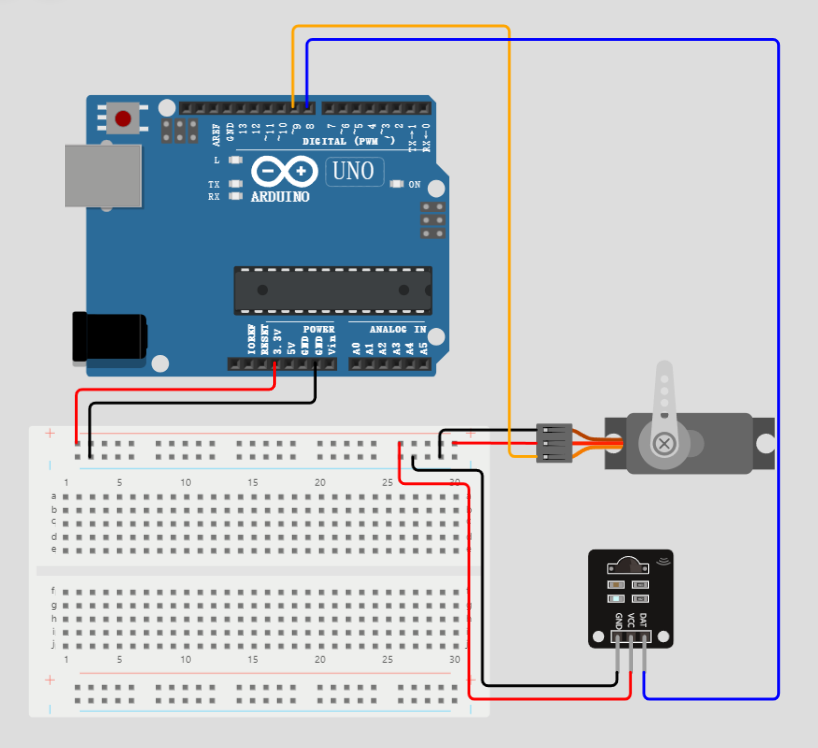 AREF GND 13 12 ~11 ~10 ~9 8 7 ~6 ~5 4 ~3 2 TX→1 RX←0
DIGITAL (PWM ~)
L
UNO
TX ON
RX ARDUINO
POWER ANALOG IN
IOREF RESET 3.3V 5V GND GND Vin A0 A1 A2 A3 A4 A5
+ +
1 5 10 15 20 25 30
a a
b b
c c
d d
e e
f f
g g
h h
i i
j j
1 5 10 15 20 25 30
+ +
GND VCC DAT